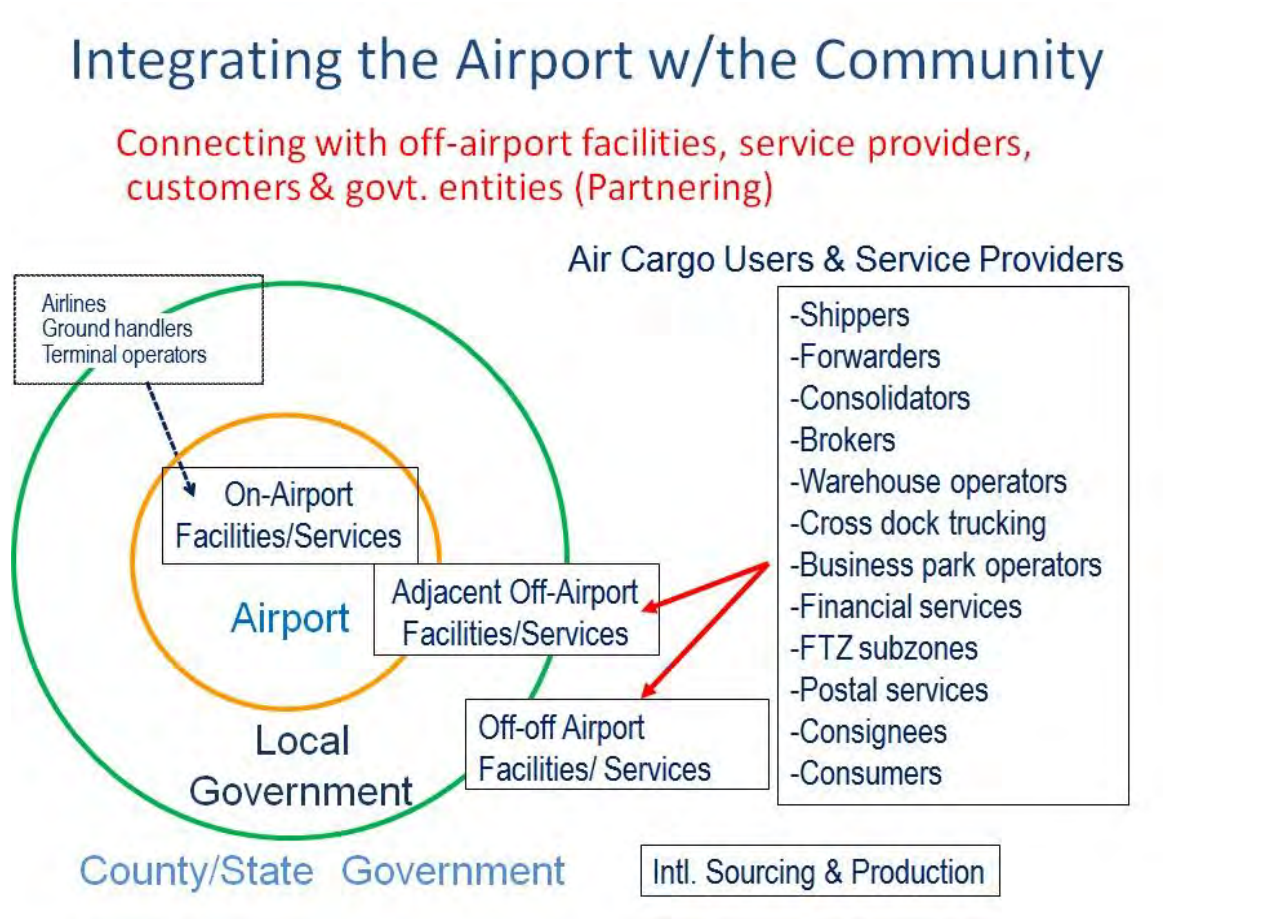 Integrating the Airport w/the Community
Connecting with off-airport facilities, service providers,
customers & govt. entities (Partnering)
Air Cargo Users & Service Providers
Airlines
Ground handlers
Terminal operators
On-Airport
Facilities/Services
Adjacent Off-Airport
Facilities/Services
Airport
Off-off Airport
Facilities/ Services
Local
Government
County/State Government
-Shippers
-Forwarders
-Consolidators
-Brokers
-Warehouse operators
-Cross dock trucking
-Business park operators
-Financial services
-FTZ subzones
-Postal services
-Consignees
-Consumers
Intl. Sourcing & Production